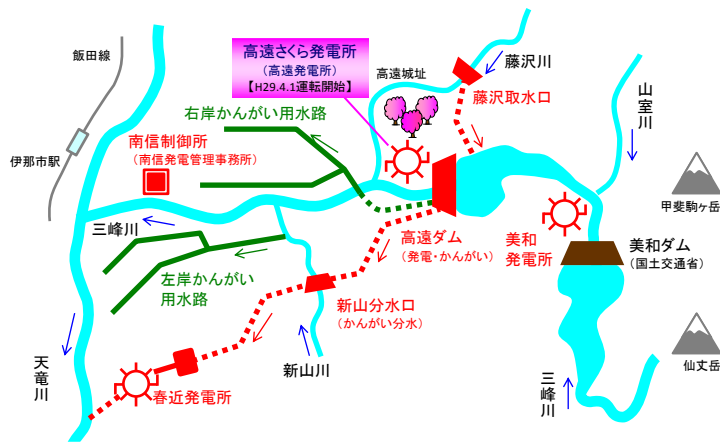 飯田線
伊那市駅
高遠さくら発電所
(高遠発電所)
【H29.4.1運転開始】
高遠城址
藤沢川
藤沢取水口
山室川
右岸かんがい用水路
南信制御所
(南信発電管理事務所)
甲斐駒ヶ岳
三峰川
高遠ダム
(発電・かんがい)
美和
発電所
美和ダム
(国土交通省)
左岸かんがい
用水路
新山分水口
(かんがい分水)
天竜川
新山川
三峰川
仙丈岳
春近発電所